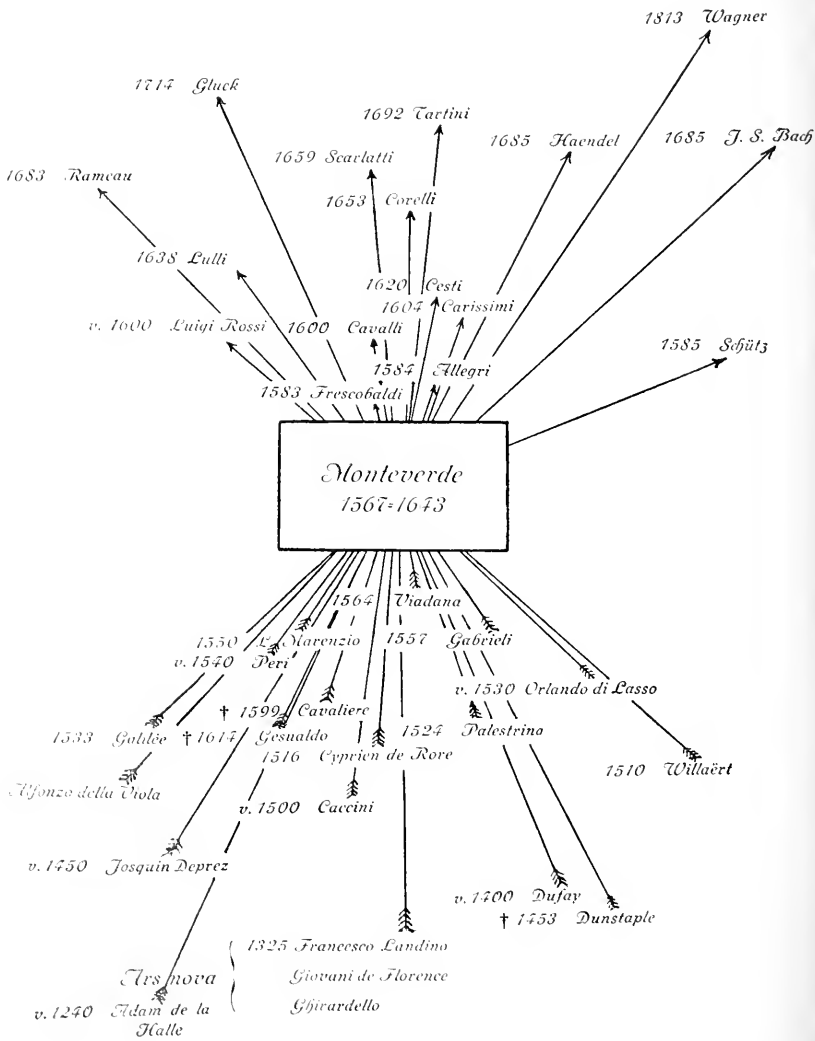 1813 Wagner
1714 Gluck
1692 Tartini
1685 Haendel
1685 J. S. Bach
1659 Scarlatti
1683 Rameau
1653 Corelli
1638 Lulli
1620 Cesti
1604 Carissimi
v. 1600 Luigi Rossi
1600 Cavalli
1585 Schütz
1584 Allegri
1583 Frescobaldi
Monteverde
1567=1643
1564 Viadana
1550 L. Marenzio
1557 Gabrieli
v. 1540 Peri
v. 1530 Orlando di Lasso
† 1599 Cavaliere
1533 Galilée
† 1614 Gesualdo
1524 Palestrina
1516 Cyprien de Rore
1510 Willaërt
Alfonzo della Viola
v. 1500 Caccini
v. 1450 Josquin Deprez
v. 1400 Dufay
† 1453 Dunstaple
1325 Francesco Landino
Ars nova
Giovani de Florence
Ghirardello
v. 1240 Adam de la
Halle